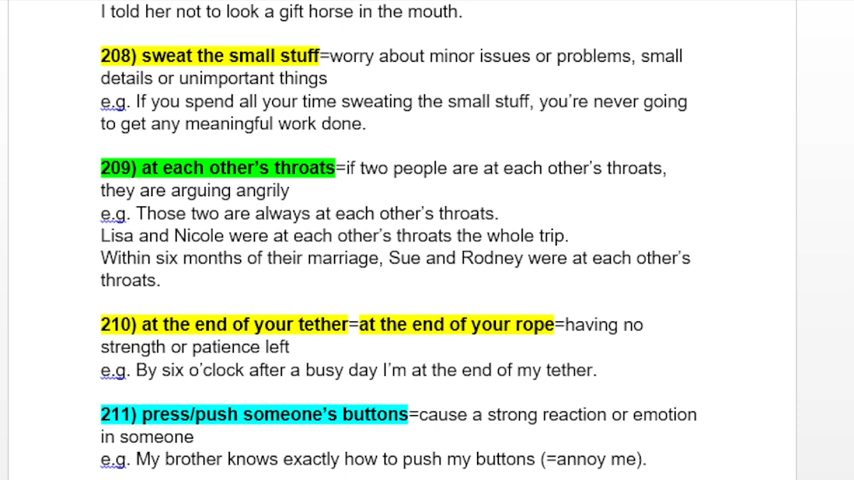 I told her not to look a gift horse in the mouth.
208) sweat the small stuff=worry about minor issues or problems, small
details or unimportant things
e.g. If you spend all your time sweating the small stuff, you’re never going
to get any meaningful work done.
209) at each other’s throats=if two people are at each other’s throats,
they are arguing angrily
e.g. Those two are always at each other’s throats.
Lisa and Nicole were at each other’s throats the whole trip.
Within six months of their marriage, Sue and Rodney were at each other’s
throats.
210) at the end of your tether=at the end of your rope=having no
strength or patience left
e.g. By six o’clock after a busy day I’m at the end of my tether.
211) press/push someone’s buttons=cause a strong reaction or emotion
in someone
e.g. My brother knows exactly how to push my buttons (=annoy me).